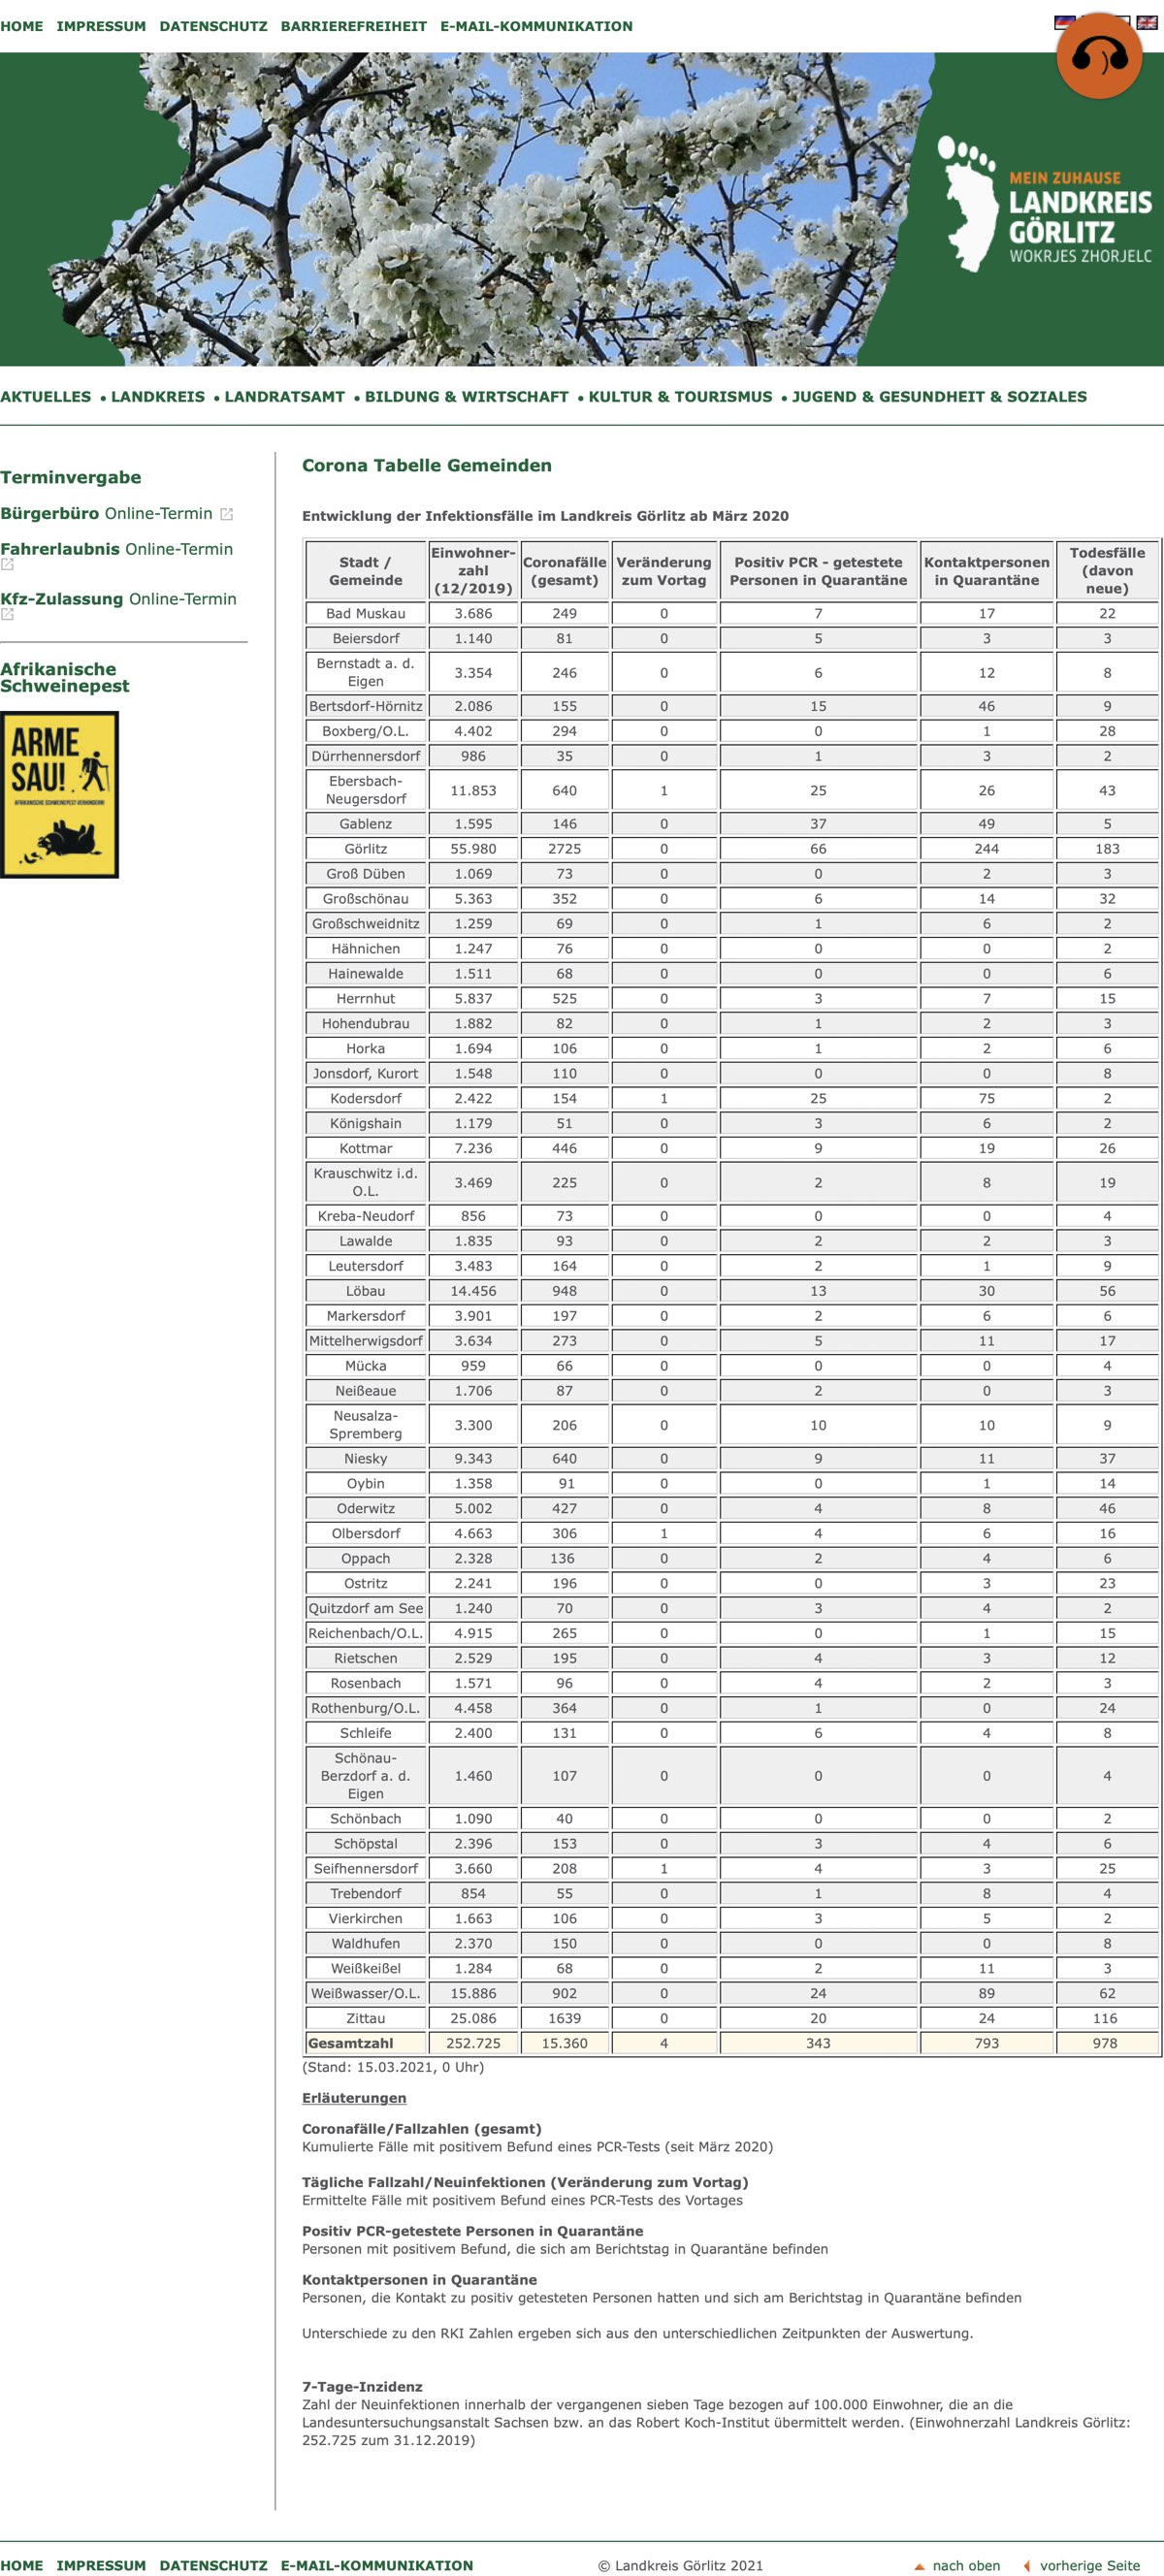 HOME IMPRESSUM DATENSCHUTZ BARRIEREFREIHEIT E-MAIL-KOMMUNIKATION
MEIN ZUHAUSE
LANDKREIS
GÖRLITZ
WOKRJES ZHORJELC
AKTUELLES • LANDKREIS • LANDRATSAMT • BILDUNG & WIRTSCHAFT • KULTUR & TOURISMUS • JUGEND & GESUNDHEIT & SOZIALES
Terminvergabe
Bürgerbüro Online-Termin
Fahrerlaubnis Online-Termin
Kfz-Zulassung Online-Termin
Afrikanische
Schweinepest
ARME
SAU!
AFRIKANISCHE SCHWEINEPEST VERHINDERN!
Corona Tabelle Gemeinden
Entwicklung der Infektionsfälle im Landkreis Görlitz ab März 2020
Stadt / Gemeinde Einwohner-zahl (12/2019) Coronafälle (gesamt) Veränderung zum Vortag Positiv PCR - getestete Personen in Quarantäne Kontaktpersonen in Quarantäne Todesfälle (davon neue)
Bad Muskau 3.686 249 0 7 17 22
Beiersdorf 1.140 81 0 5 3 3
Bernstadt a. d. Eigen 3.354 246 0 6 12 8
Bertsdorf-Hörnitz 2.086 155 0 15 46 9
Boxberg/O.L. 4.402 294 0 0 1 28
Dürrhennersdorf 986 35 0 1 3 2
Ebersbach-Neugersdorf 11.853 640 1 25 26 43
Gablenz 1.595 146 0 37 49 5
Görlitz 55.980 2725 0 66 244 183
Groß Düben 1.069 73 0 0 2 3
Großschönau 5.363 352 0 6 14 32
Großschweidnitz 1.259 69 0 1 6 2
Hähnichen 1.247 76 0 0 0 2
Hainewalde 1.511 68 0 0 0 6
Herrnhut 5.837 525 0 3 7 15
Hohendubrau 1.882 82 0 1 2 3
Horka 1.694 106 0 1 2 6
Jonsdorf, Kurort 1.548 110 0 0 0 8
Kodersdorf 2.422 154 1 25 75 2
Königshain 1.179 51 0 3 6 2
Kottmar 7.236 446 0 9 19 26
Krauschwitz i.d. O.L. 3.469 225 0 2 8 19
Kreba-Neudorf 856 73 0 0 0 4
Lawalde 1.835 93 0 2 2 3
Leutersdorf 3.483 164 0 2 1 9
Löbau 14.456 948 0 13 30 56
Markersdorf 3.901 197 0 2 6 6
Mittelherwigsdorf 3.634 273 0 5 11 17
Mücka 959 66 0 0 0 4
Neißeaue 1.706 87 0 2 0 3
Neusalza-Spremberg 3.300 206 0 10 10 9
Niesky 9.343 640 0 9 11 37
Oybin 1.358 91 0 0 1 14
Oderwitz 5.002 427 0 4 8 46
Olbersdorf 4.663 306 1 4 6 16
Oppach 2.328 136 0 2 4 6
Ostritz 2.241 196 0 0 3 23
Quitzdorf am See 1.240 70 0 3 4 2
Reichenbach/O.L. 4.915 265 0 0 1 15
Rietschen 2.529 195 0 4 3 12
Rosenbach 1.571 96 0 4 2 3
Rothenburg/O.L. 4.458 364 0 1 0 24
Schleife 2.400 131 0 6 4 8
Schönau-Berzdorf a. d. Eigen 1.460 107 0 0 0 4
Schönbach 1.090 40 0 0 0 2
Schöpstal 2.396 153 0 3 4 6
Seifhennersdorf 3.660 208 1 4 3 25
Trebendorf 854 55 0 1 8 4
Vierkirchen 1.663 106 0 3 5 2
Waldhufen 2.370 150 0 0 0 8
Weißkeißel 1.284 68 0 2 11 3
Weißwasser/O.L. 15.886 902 0 24 89 62
Zittau 25.086 1639 0 20 24 116
Gesamtzahl 252.725 15.360 4 343 793 978
(Stand: 15.03.2021, 0 Uhr)
Erläuterungen
Coronafälle/Fallzahlen (gesamt)
Kumulierte Fälle mit positivem Befund eines PCR-Tests (seit März 2020)
Tägliche Fallzahl/Neuinfektionen (Veränderung zum Vortag)
Ermittelte Fälle mit positivem Befund eines PCR-Tests des Vortages
Positiv PCR-getestete Personen in Quarantäne
Personen mit positivem Befund, die sich am Berichtstag in Quarantäne befinden
Kontaktpersonen in Quarantäne
Personen, die Kontakt zu positiv getesteten Personen hatten und sich am Berichtstag in Quarantäne befinden
Unterschiede zu den RKI Zahlen ergeben sich aus den unterschiedlichen Zeitpunkten der Auswertung.
7-Tage-Inzidenz
Zahl der Neuinfektionen innerhalb der vergangenen sieben Tage bezogen auf 100.000 Einwohner, die an die
Landesuntersuchungsanstalt Sachsen bzw. an das Robert Koch-Institut übermittelt werden. (Einwohnerzahl Landkreis Görlitz:
252.725 zum 31.12.2019)
HOME IMPRESSUM DATENSCHUTZ E-MAIL-KOMMUNIKATION © Landkreis Görlitz 2021 nach oben vorherige Seite